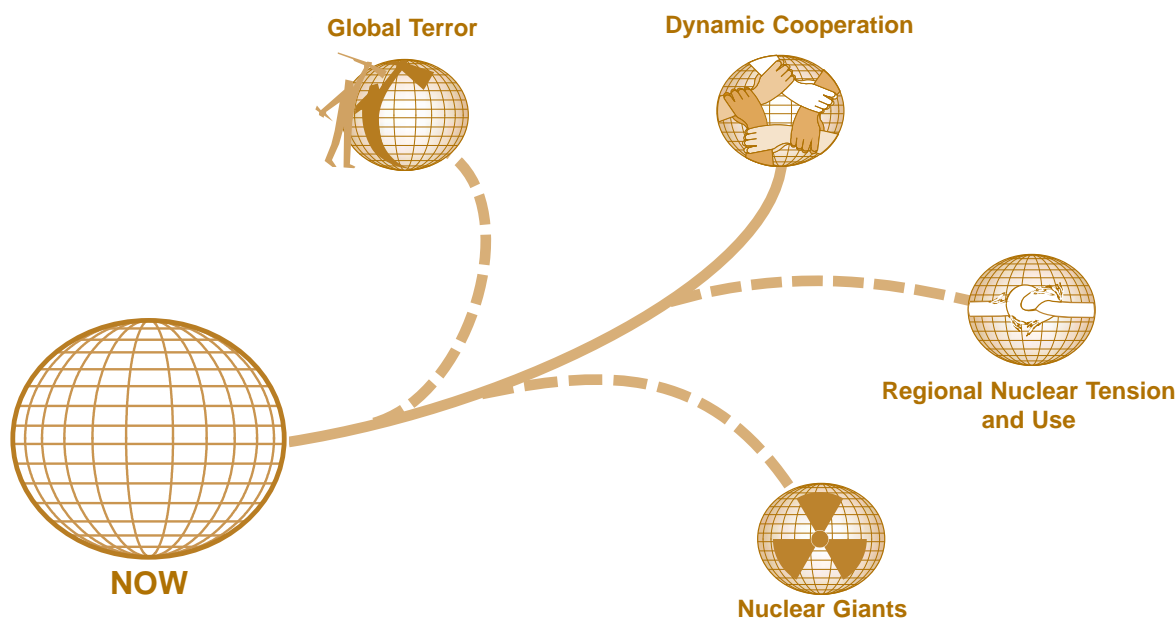 Global Terror
Dynamic Cooperation
Regional Nuclear Tension
and Use
NOW
Nuclear Giants